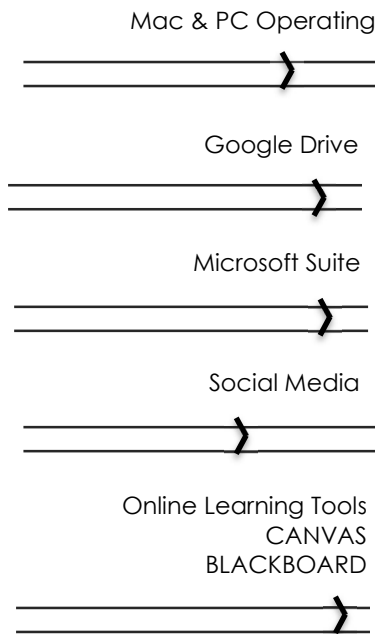 Mac & PC Operating
Google Drive
Microsoft Suite
Social Media
Online Learning Tools
CANVAS
BLACKBOARD